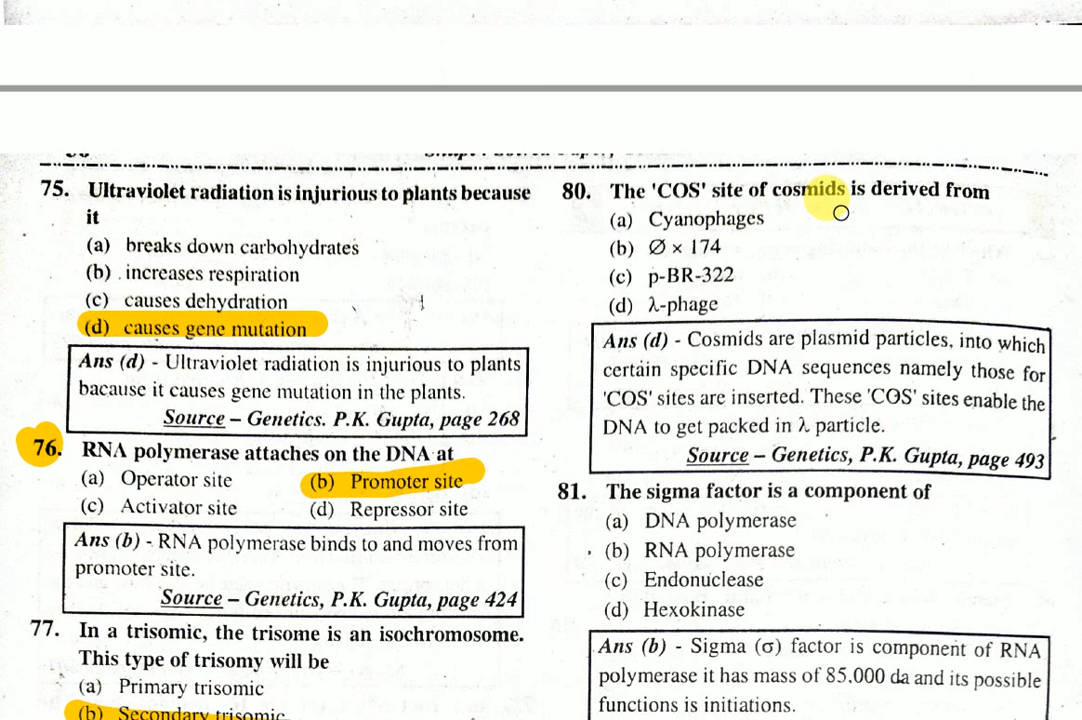 75. Ultraviolet radiation is injurious to plants because
it
(a) breaks down carbohydrates
(b) . increases respiration
(c) causes dehydration
(d) causes gene mutation
Ans (d) - Ultraviolet radiation is injurious to plants
bacause it causes gene mutation in the plants.
Source – Genetics. P.K. Gupta, page 268
76. RNA polymerase attaches on the DNA at
(a) Operator site (b) Promoter site
(c) Activator site (d) Repressor site
Ans (b) - RNA polymerase binds to and moves from
promoter site.
Source – Genetics, P.K. Gupta, page 424
77. In a trisomic, the trisome is an isochromosome.
This type of trisomy will be
(a) Primary trisomic
(b) Secondary trisomic
80. The 'COS' site of cosmids is derived from
(a) Cyanophages
(b) Ø × 174
(c) p-BR-322
(d) λ-phage
Ans (d) - Cosmids are plasmid particles, into which
certain specific DNA sequences namely those for
'COS' sites are inserted. These 'COS' sites enable the
DNA to get packed in λ particle.
Source – Genetics, P.K. Gupta, page 493
81. The sigma factor is a component of
(a) DNA polymerase
(b) RNA polymerase
(c) Endonuclease
(d) Hexokinase
Ans (b) - Sigma (σ) factor is component of RNA
polymerase it has mass of 85.000 da and its possible
functions is initiations.